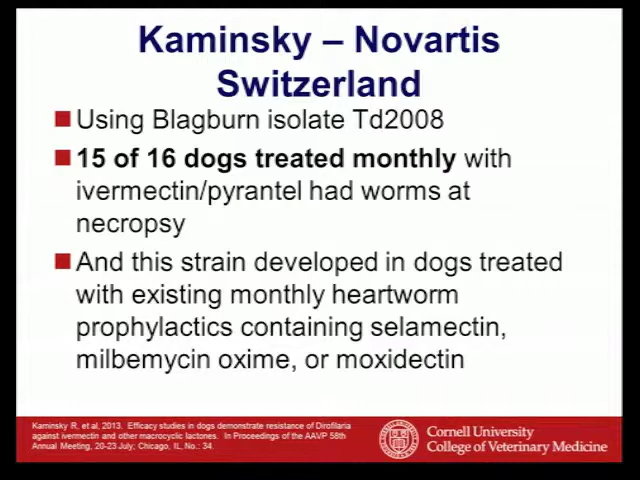 Kaminsky – Novartis
Switzerland
Using Blagburn isolate Td2008
15 of 16 dogs treated monthly with
ivermectin/pyrantel had worms at
necropsy
And this strain developed in dogs treated
with existing monthly heartworm
prophylactics containing selamectin,
milbemycin oxime, or moxidectin
Kaminsky R, et al, 2013. Efficacy studies in dogs demonstrate resistance of Dirofilaria
against ivermectin and other macrocyclic lactones. In Proceedings of the AAVP 58th
Annual Meeting, 20-23 July; Chicago, IL, No.: 34.
Cornell University
College of Veterinary Medicine